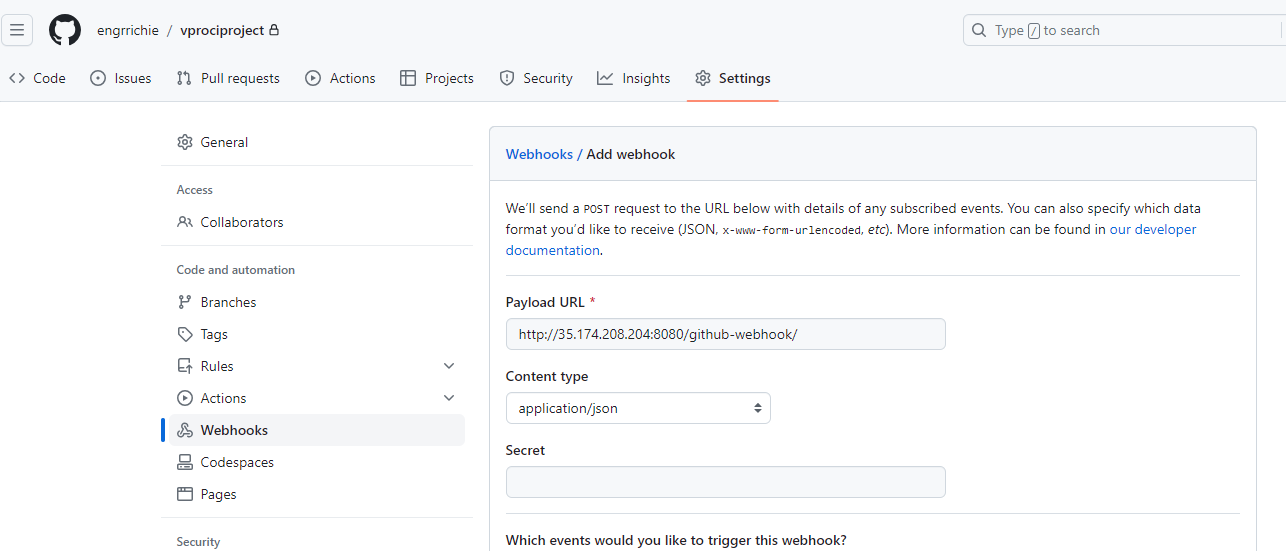 engrrichie / vprociproject
Type / to search
Code Issues Pull requests Actions Projects Security Insights Settings
General
Access
Collaborators
Code and automation
Branches
Tags
Rules
Actions
Webhooks
Codespaces
Pages
Security
Webhooks / Add webhook
We'll send a POST request to the URL below with details of any subscribed events. You can also specify which data
format you'd like to receive (JSON, x-www-form-urlencoded, etc). More information can be found in our developer
documentation.
Payload URL *
http://35.174.208.204:8080/github-webhook/
Content type
application/json
Secret
Which events would you like to trigger this webhook?